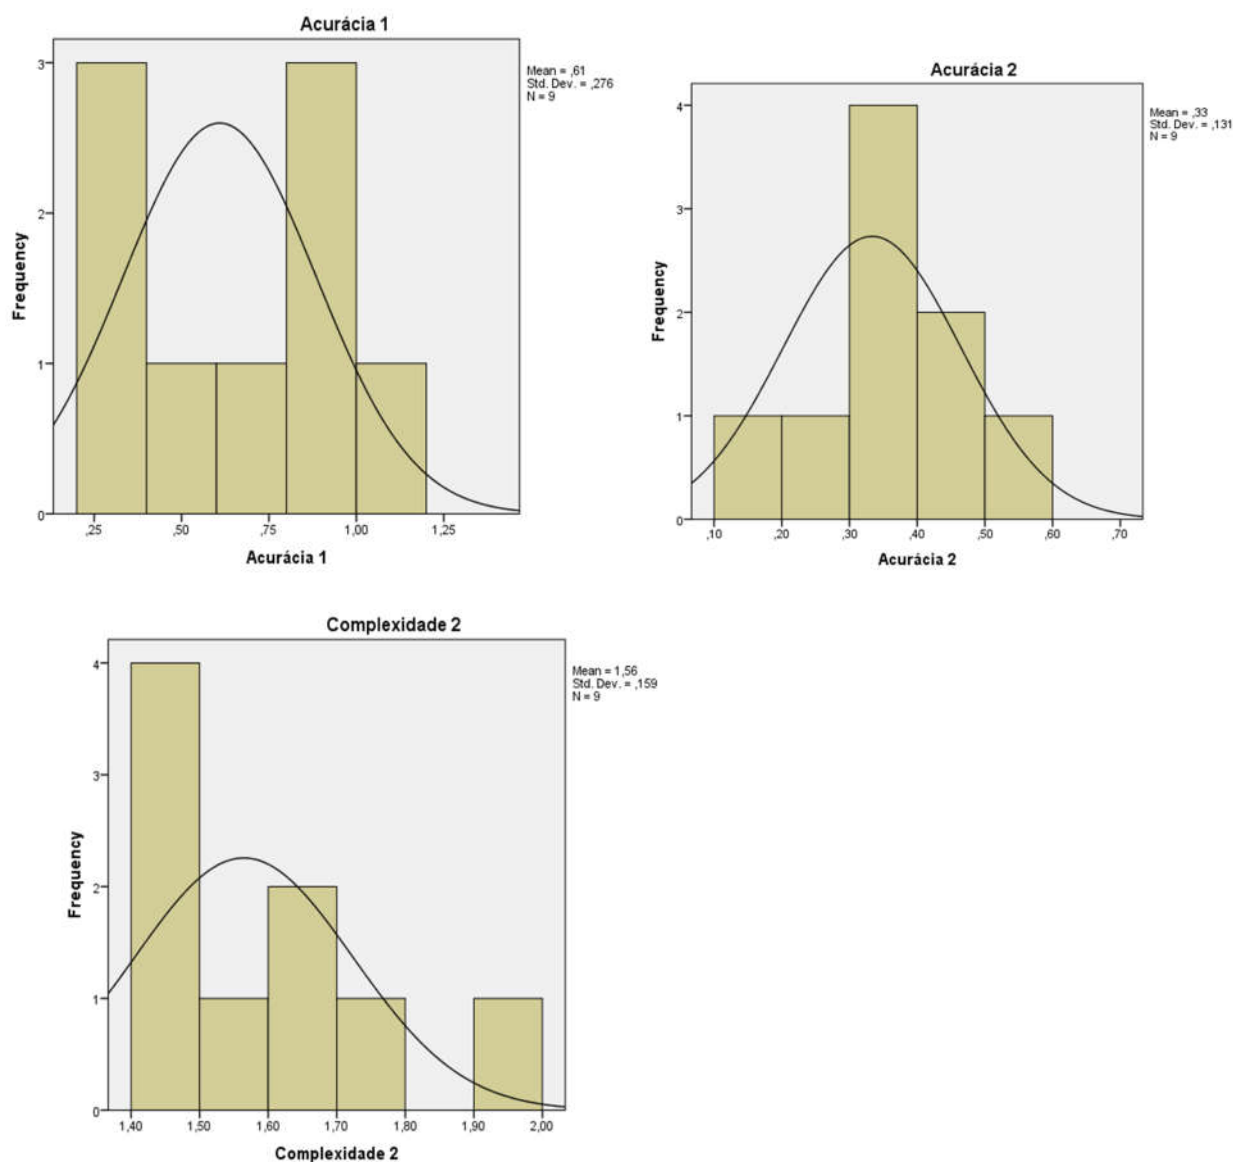 Acurácia 1
Mean = ,61
Std. Dev. = ,276
N = 9
Frequency
3
2
1
0
,25 ,50 ,75 1,00 1,25
Acurácia 1
Acurácia 2
Mean = ,33
Std. Dev. = ,131
N = 9
Frequency
4
3
2
1
0
,10 ,20 ,30 ,40 ,50 ,60 ,70
Acurácia 2
Complexidade 2
Mean = 1,56
Std. Dev. = ,159
N = 9
Frequency
4
3
2
1
0
1,40 1,50 1,60 1,70 1,80 1,90 2,00
Complexidade 2